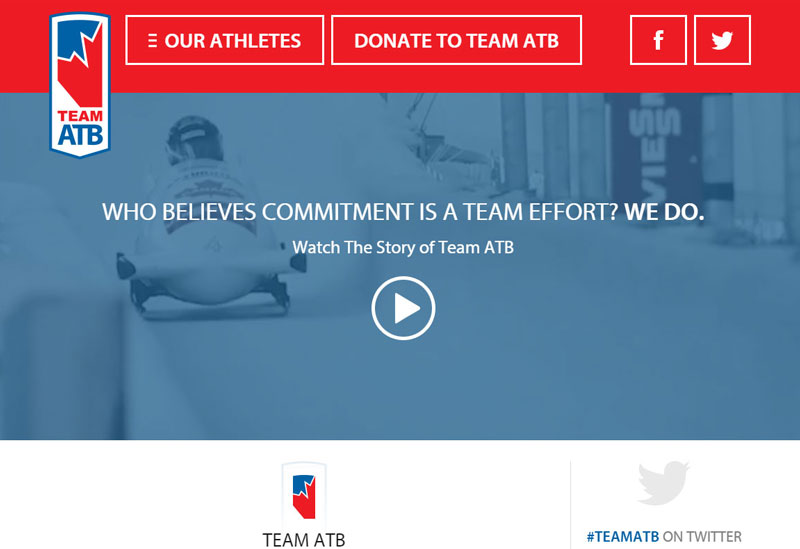 TEAM
ATB
OUR ATHLETES
DONATE TO TEAM ATB
f
VIESSM
WHO BELIEVES COMMITMENT IS A TEAM EFFORT? WE DO.
Watch The Story of Team ATB
TEAM ATB
#TEAMATB ON TWITTER